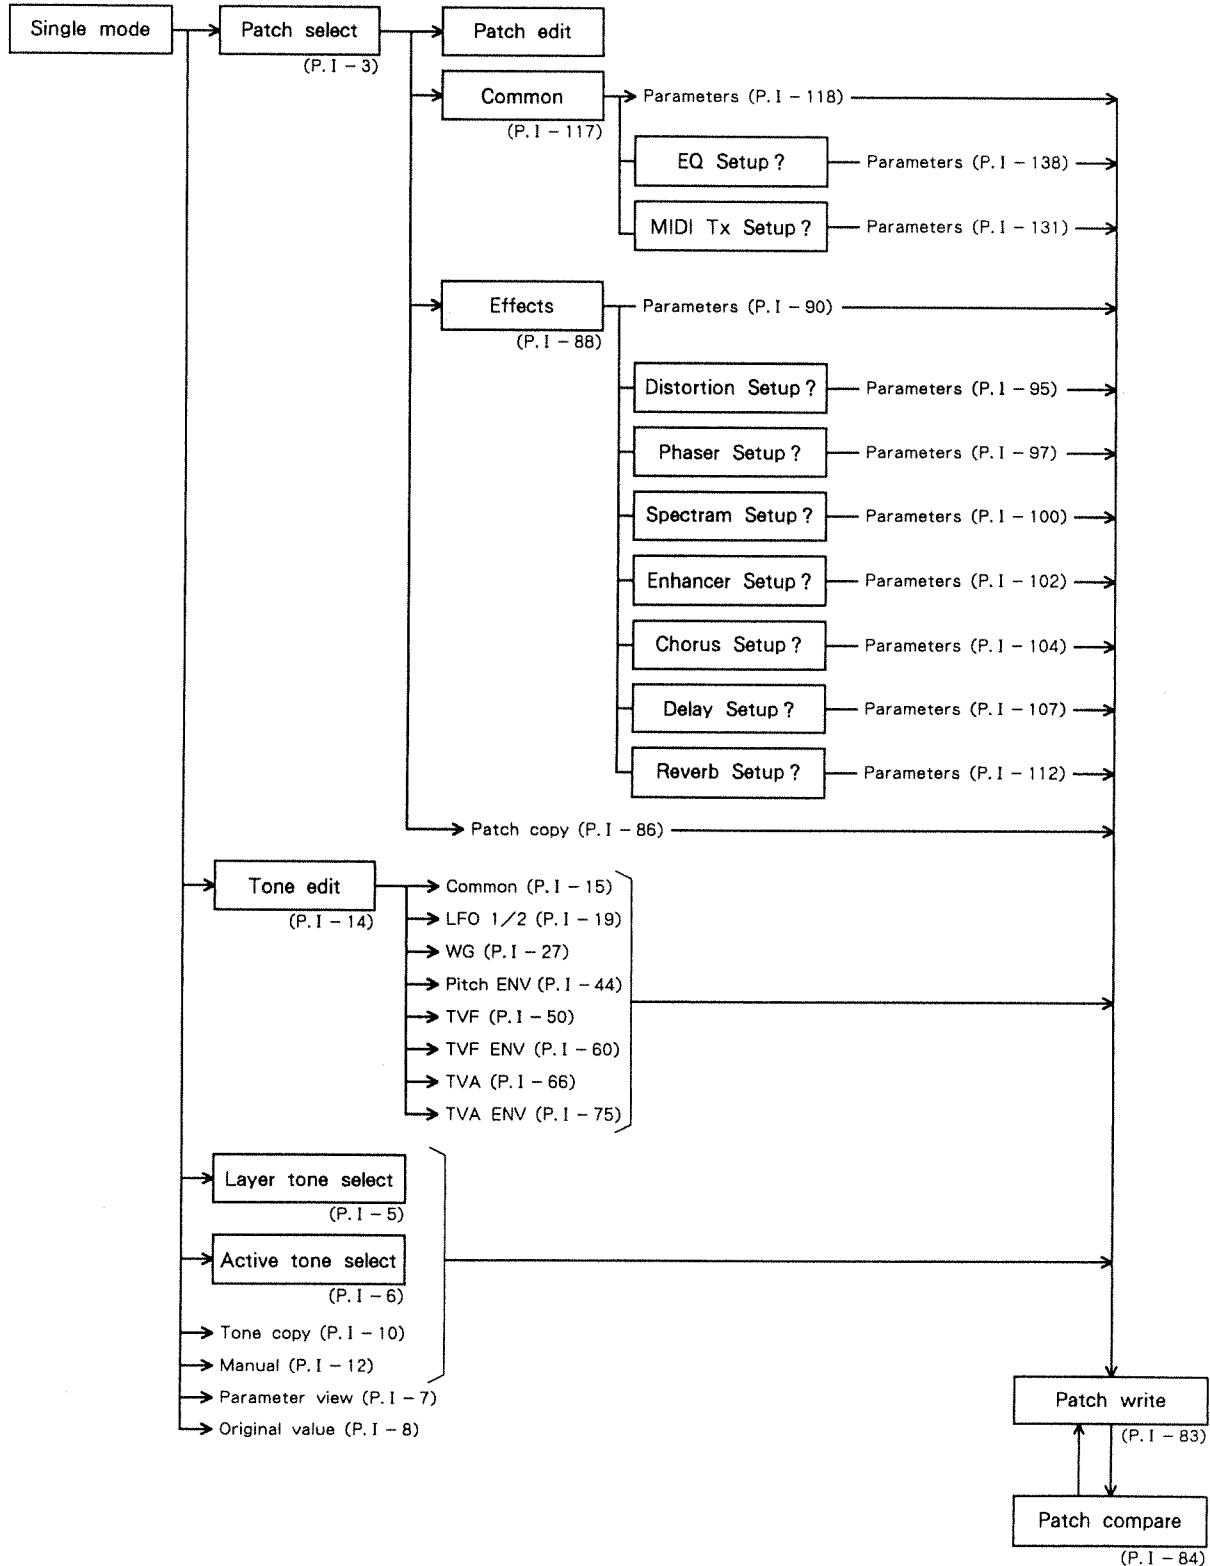 Single mode
Patch select
(P. I - 3)
Patch edit
Common
(P. I - 117)
Parameters (P. I - 118)
EQ Setup ?
Parameters (P. I - 138)
MIDI Tx Setup ?
Parameters (P. I - 131)
Effects
(P. I - 88)
Parameters (P. I - 90)
Distortion Setup ?
Parameters (P. I - 95)
Phaser Setup ?
Parameters (P. I - 97)
Spectram Setup ?
Parameters (P. I - 100)
Enhancer Setup ?
Parameters (P. I - 102)
Chorus Setup ?
Parameters (P. I - 104)
Delay Setup ?
Parameters (P. I - 107)
Reverb Setup ?
Parameters (P. I - 112)
Patch copy (P. I - 86)
Tone edit
(P. I - 14)
Common (P. I - 15)
LFO 1/2 (P. I - 19)
WG (P. I - 27)
Pitch ENV (P. I - 44)
TVF (P. I - 50)
TVF ENV (P. I - 60)
TVA (P. I - 66)
TVA ENV (P. I - 75)
Layer tone select
(P. I - 5)
Active tone select
(P. I - 6)
Tone copy (P. I - 10)
Manual (P. I - 12)
Parameter view (P. I - 7)
Original value (P. I - 8)
Patch write
(P. I - 83)
Patch compare
(P. I - 84)